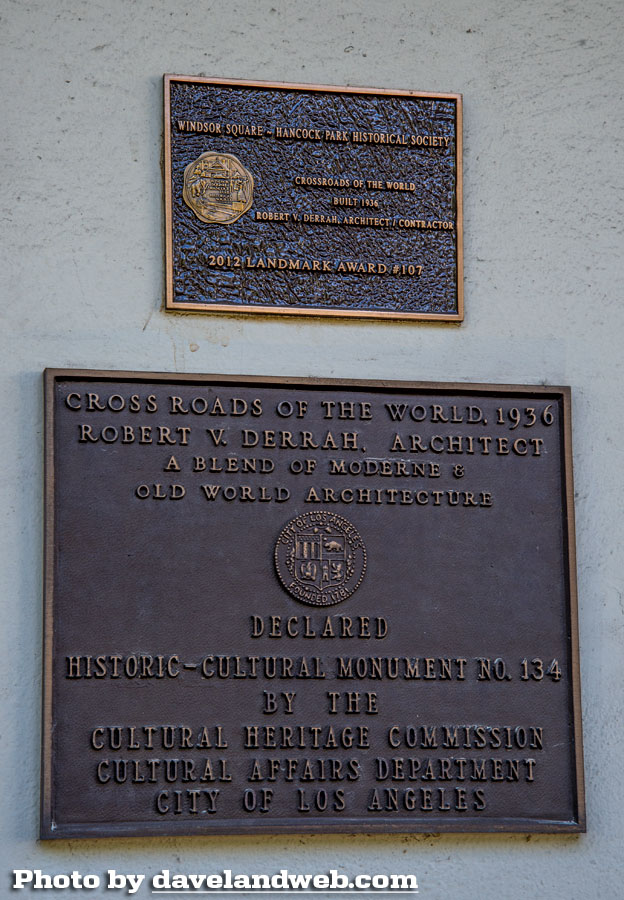 WINDSOR SQUARE ~ HANCOCK PARK HISTORICAL SOCIETY
CROSSROADS OF THE WORLD
BUILT 1936
ROBERT V. DERRAH, ARCHITECT / CONTRACTOR
2012 LANDMARK AWARD #107
CROSS ROADS OF THE WORLD, 1936
ROBERT V. DERRAH, ARCHITECT
A BLEND OF MODERNE &
OLD WORLD ARCHITECTURE
CITY OF LOS ANGELES
FOUNDED 1781
DECLARED
HISTORIC-CULTURAL MONUMENT NO. 134
BY THE
CULTURAL HERITAGE COMMISSION
CULTURAL AFFAIRS DEPARTMENT
CITY OF LOS ANGELES
Photo by davelandweb.com